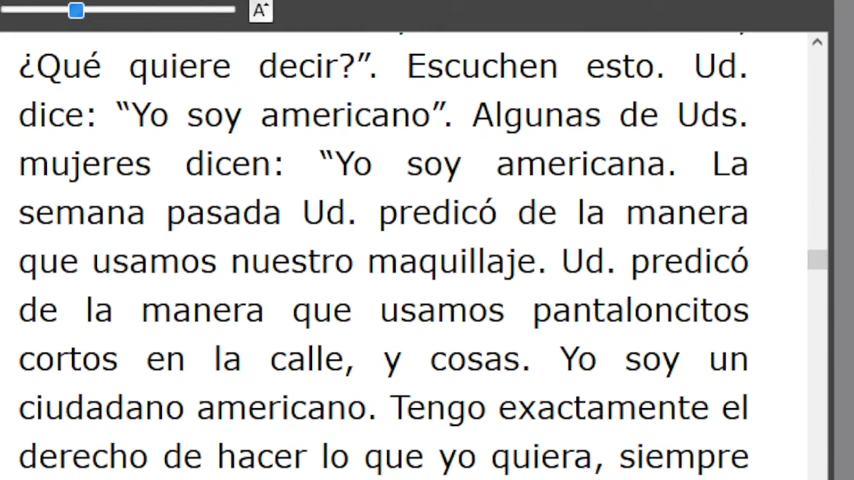 A
¿Qué quiere decir?”. Escuchen esto. Ud.
dice: “Yo soy americano”. Algunas de Uds.
mujeres dicen: “Yo soy americana. La
semana pasada Ud. predicó de la manera
que usamos nuestro maquillaje. Ud. predicó
de la manera que usamos pantaloncitos
cortos en la calle, y cosas. Yo soy un
ciudadano americano. Tengo exactamente el
derecho de hacer lo que yo quiera, siempre